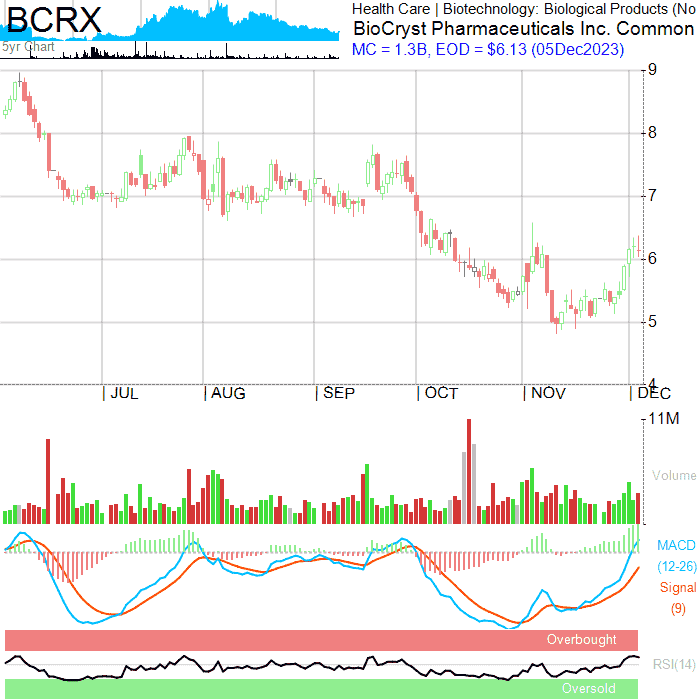 BCRX
5yr Chart
Health Care | Biotechnology: Biological Products (No
BioCryst Pharmaceuticals Inc. Common
MC = 1.3B, EOD = $6.13 (05Dec2023)
9
8
7
6
5
4
| JUL | AUG | SEP | OCT | NOV | DEC
11M
Volume
MACD
(12-26)
Signal
(9)
Overbought
RSI(14)
Oversold